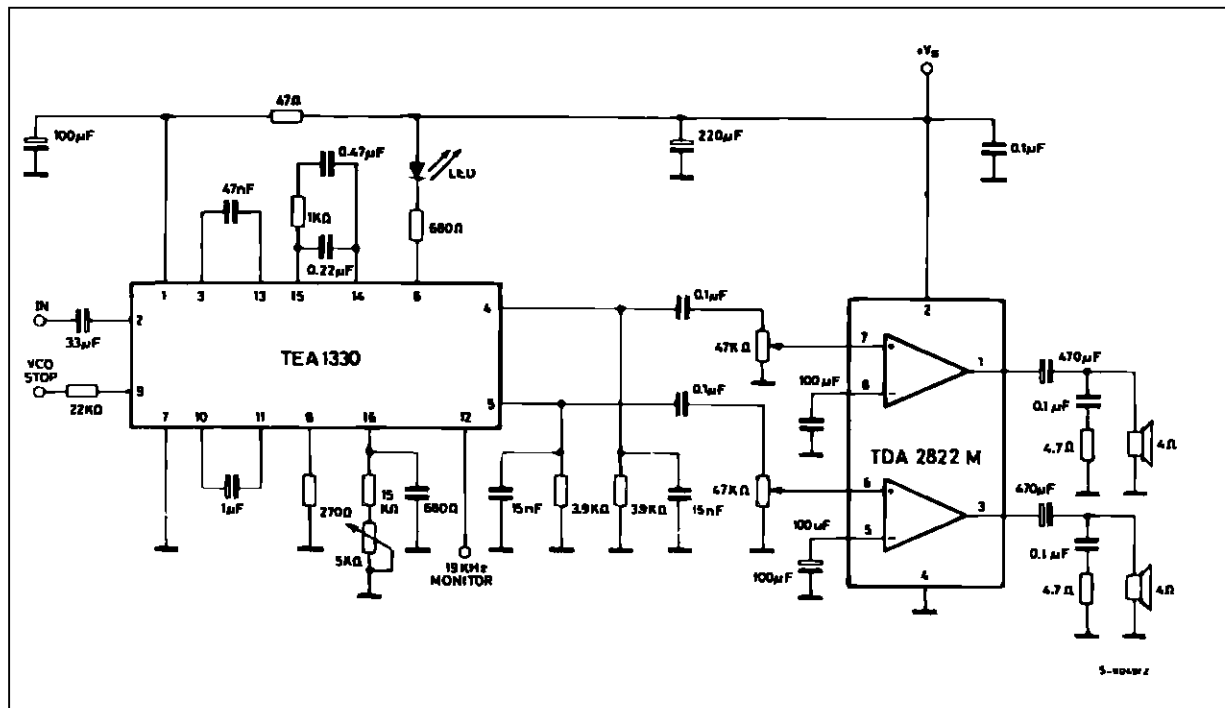 +Vs
47Ω
100µF
220µF
0.1µF
0.47µF
LED
47nF
1KΩ
680Ω
0.22µF
1
3
13
15
14
6
4
2
IN
33µF
0.1µF
47KΩ
7
1
470µF
TEA1330
VCO
STOP
22KΩ
9
5
0.1µF
100µF
8
0.1µF
4.7Ω
4Ω
7
10
11
8
16
12
TDA 2822 M
1µF
270Ω
15
KΩ
680Ω
15nF
3.9KΩ
3.9KΩ
15nF
47KΩ
6
3
470µF
5KΩ
100µF
5
0.1µF
19KHz
MONITOR
100µF
4
4.7Ω
4Ω